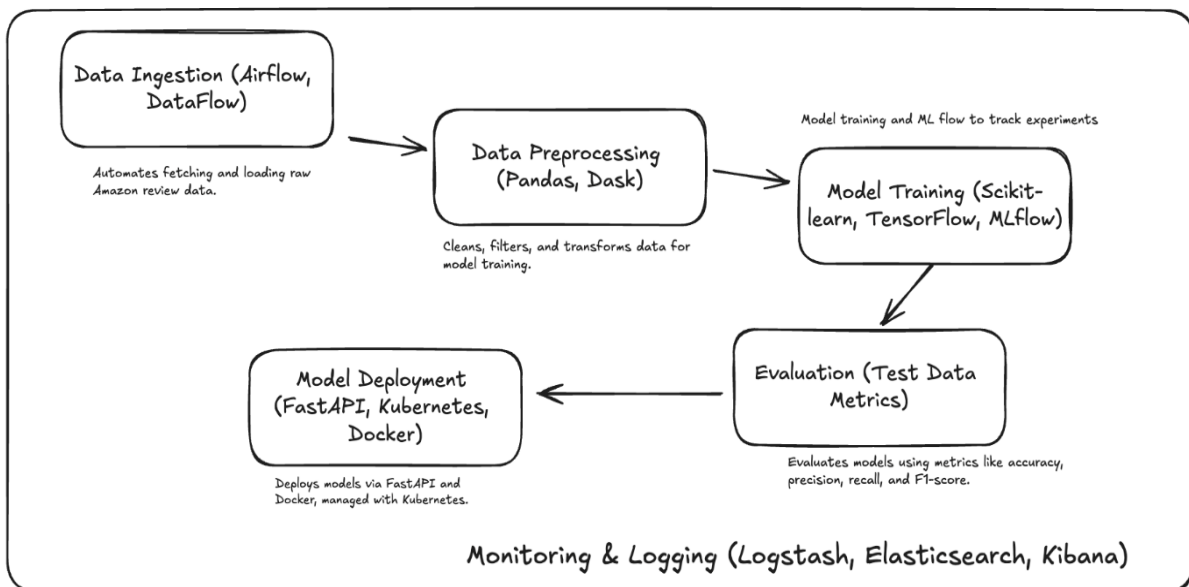 Data Ingestion (Airflow,
DataFlow)
Automates fetching and loading raw
Amazon review data.
Data Preprocessing
(Pandas, Dask)
Cleans, filters, and transforms data for
model training.
Model training and ML flow to track experiments
Model Training (Scikit-
learn, TensorFlow, MLflow)
Evaluation (Test Data
Metrics)
Evaluates models using metrics like accuracy,
precision, recall, and F1-score.
Model Deployment
(FastAPI, Kubernetes,
Docker)
Deploys models via FastAPI and
Docker, managed with Kubernetes.
Monitoring & Logging (Logstash, Elasticsearch, Kibana)